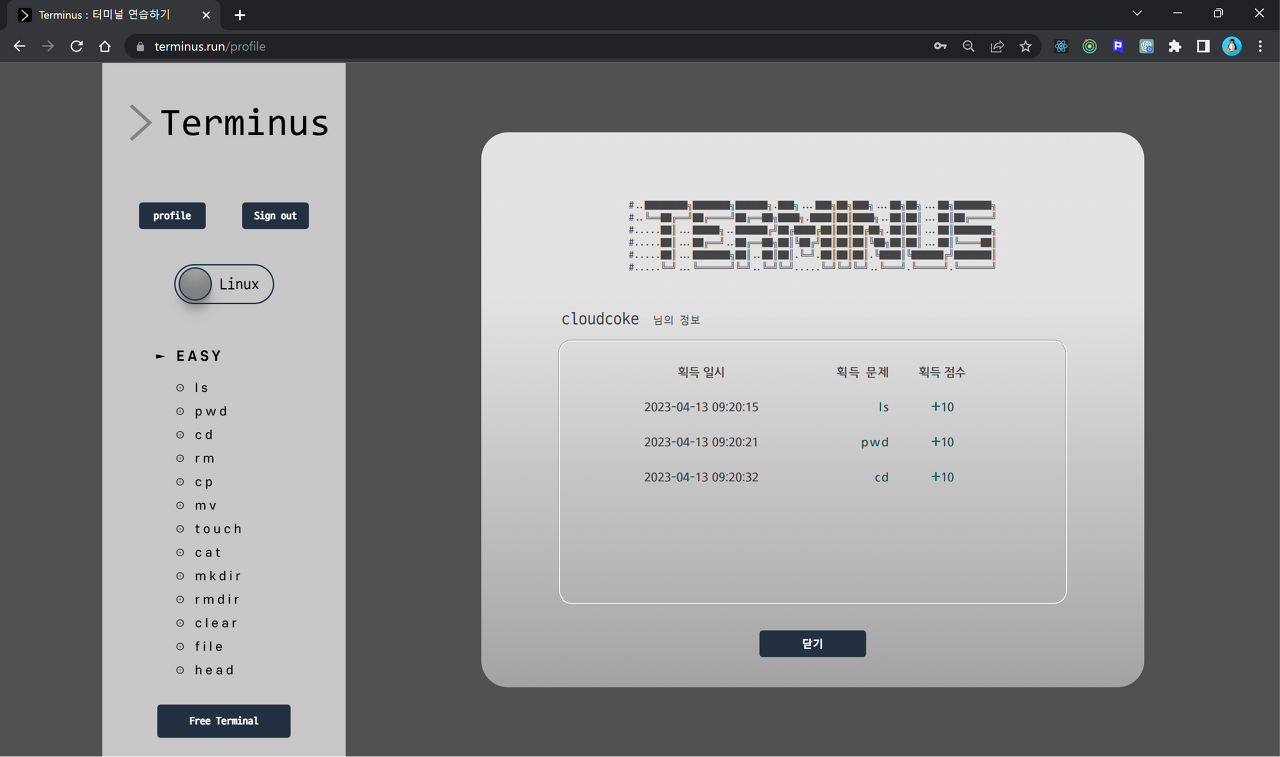 Terminus : 터미널 연습하기
terminus.run/profile
Terminus
profile
Sign out
Linux
► EASY
⊙ ls
⊙ pwd
⊙ cd
⊙ rm
⊙ cp
⊙ mv
⊙ touch
⊙ cat
⊙ mkdir
⊙ rmdir
⊙ clear
⊙ file
⊙ head
Free Terminal
TERMINUS
cloudcoke 님의 정보
획득 일시 획득 문제 획득 점수
2023-04-13 09:20:15 ls +10
2023-04-13 09:20:21 pwd +10
2023-04-13 09:20:32 cd +10
닫기